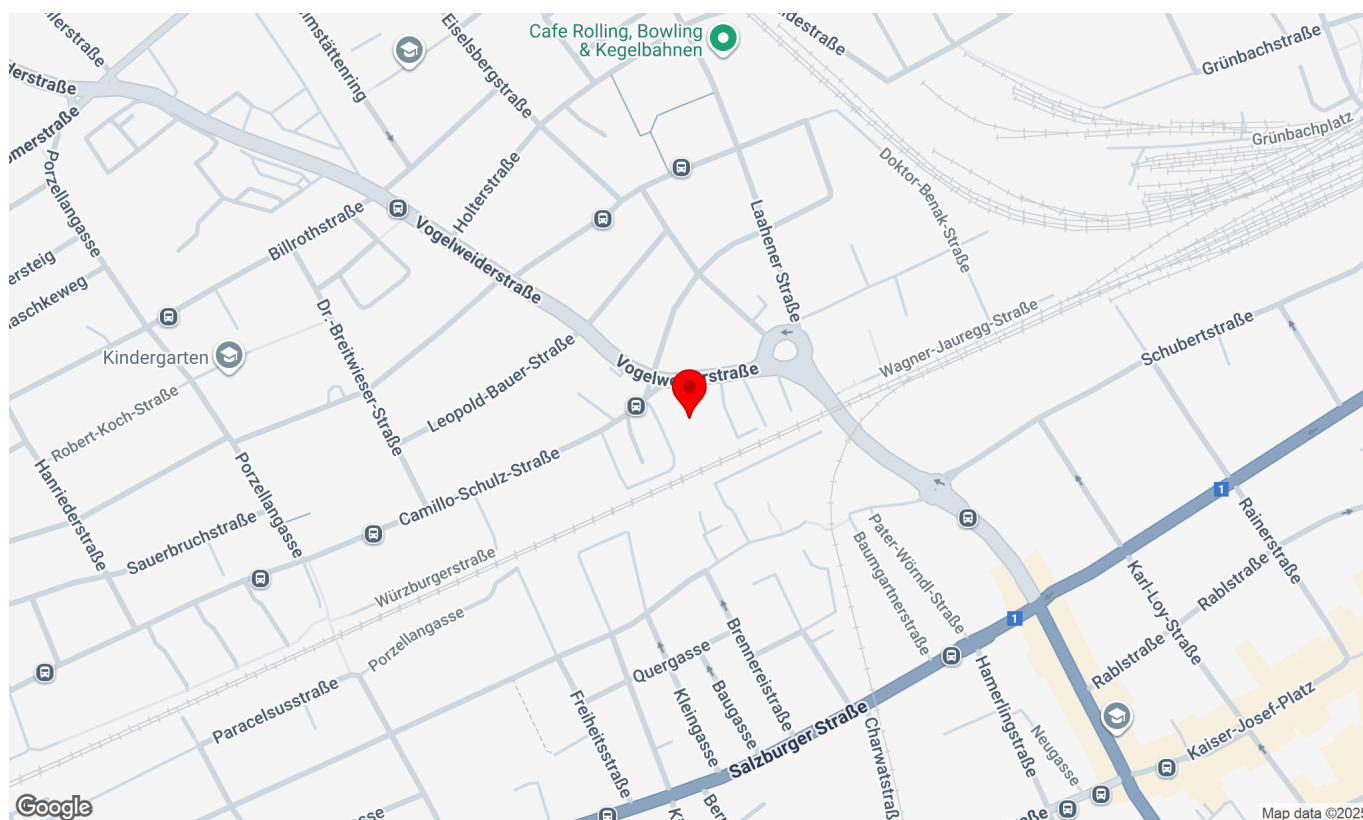 Cafe Rolling, Bowling
& Kegelbahnen
Eiselsbergstraße
Grünbachstraße
Grünbachplatz
Porzellangasse
Holterstraße
Billrothstraße
Vogelweiderstraße
Laahener Straße
Doktor-Benak-Straße
Kindergarten
Dr.-Breitwieser-Straße
Leopold-Bauer-Straße
Wagner-Jauregg-Straße
Schubertstraße
Robert-Koch-Straße
Hanriederstraße
Porzellangasse
Camillo-Schulz-Straße
Sauerbruchstraße
Würzburgerstraße
Porzellangasse
Paracelsusstraße
Quergasse
Freiheitsstraße
Kleingasse
Baugasse
Brennereistraße
Salzburger Straße
Pater-Wörndl-Straße
Baumgartnerstraße
Hamerlingstraße
Neugasse
1
1
Rainerstraße
Karl-Loy-Straße
Rablstraße
Rablstraße
Kaiser-Josef-Platz
Google
Map data ©2025